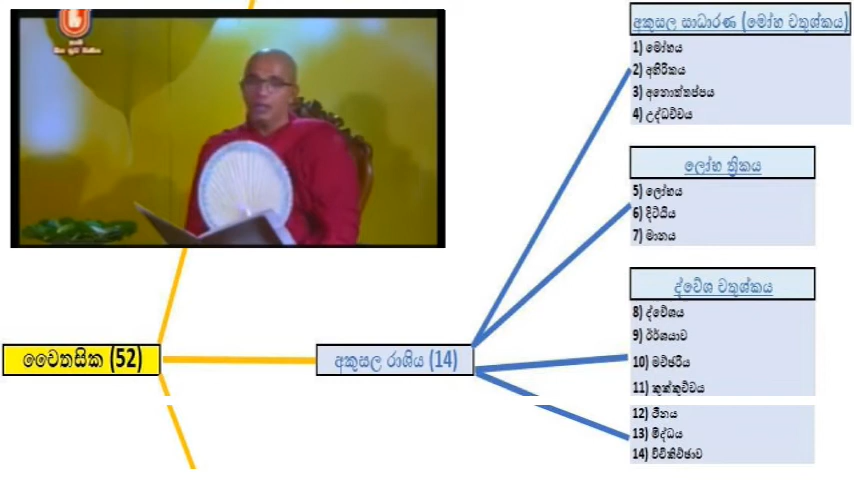 අකුසල සාධාරණ (මෝහ චතුශ්කය)
1) මෝහය
2) අහිරිකය
3) අනොත්තප්පය
4) උද්ධච්චය
ලෝභ ත්‍රිකය
5) ලෝභය
6) දිට්ඨිය
7) මානය
ද්වේශ චතුශ්කය
8) ද්වේශය
9) ඊර්ශයාව
10) මච්ඡරිය
11) කුක්කුච්චය
12) ථීනය
13) මිද්ධය
14) විචිකිච්ඡාව
චෛතසික (52)
අකුසල රාශිය (14)